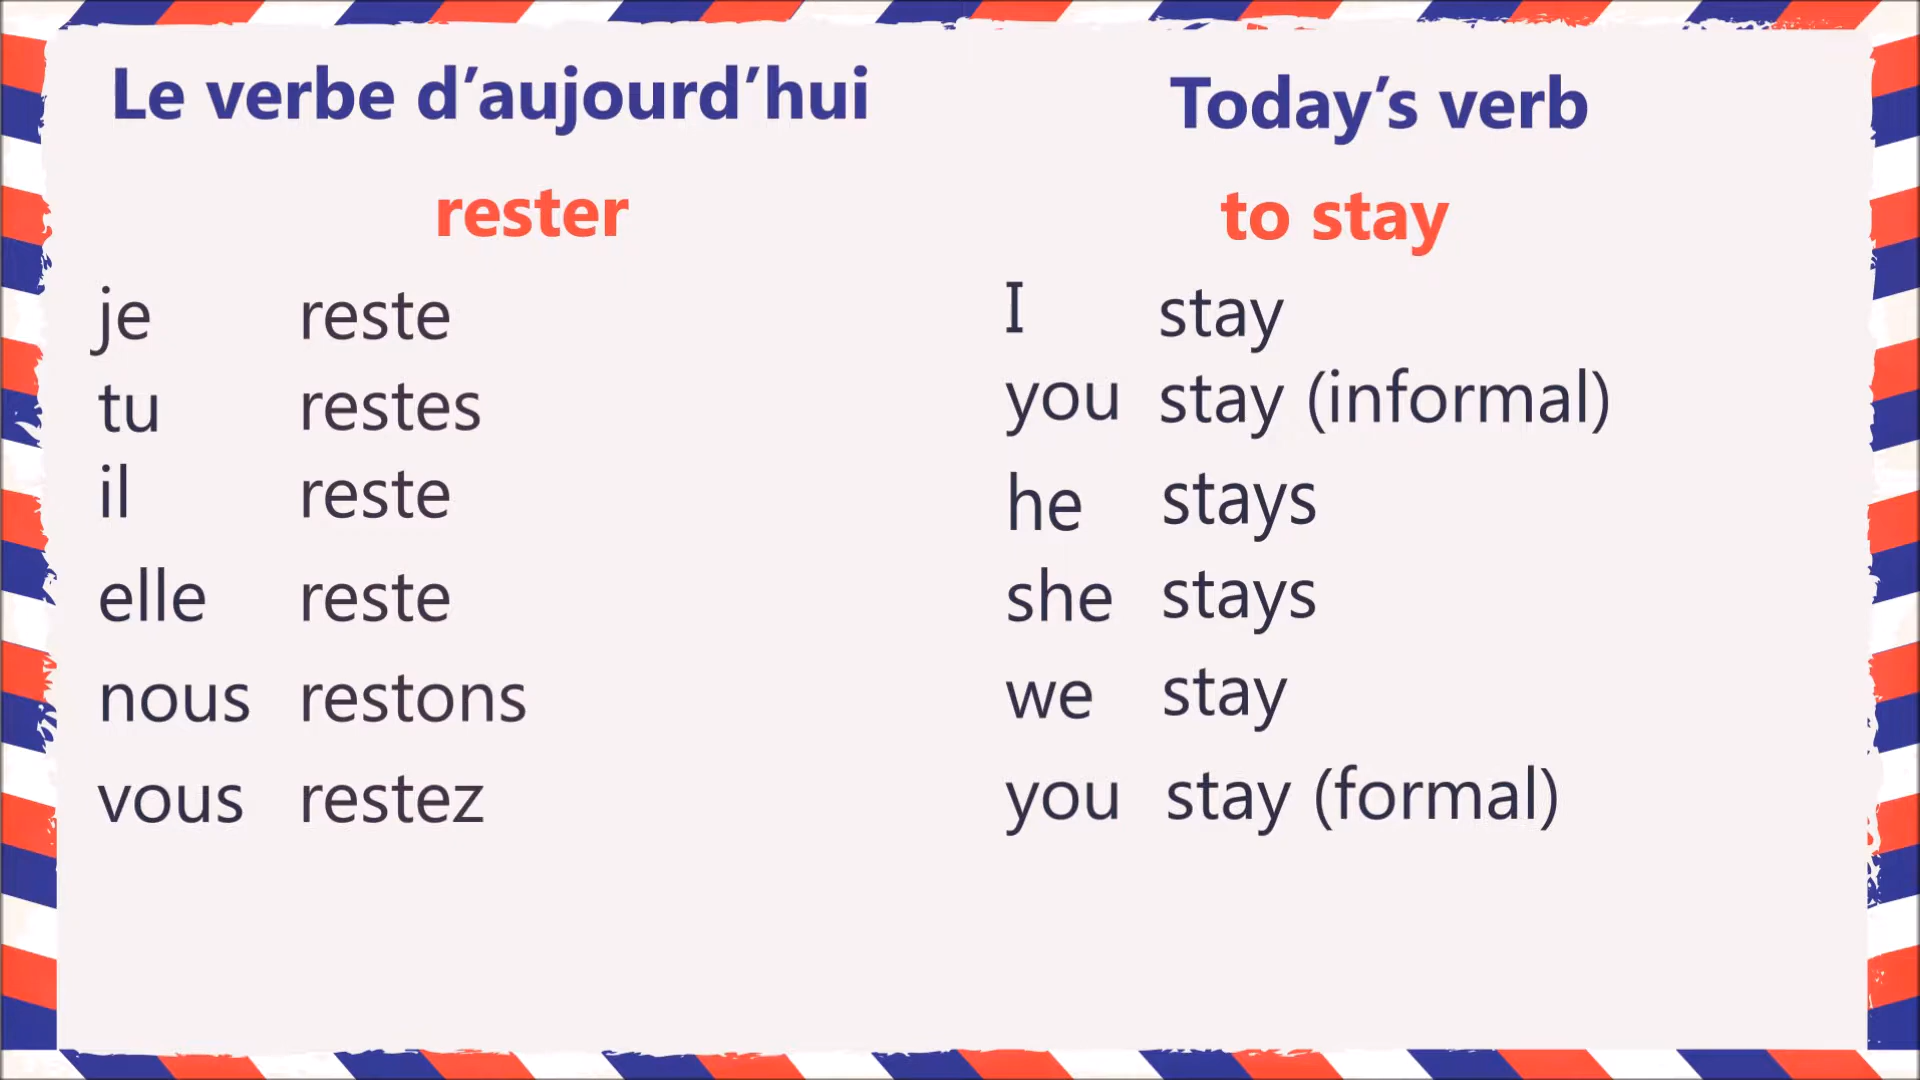 Le verbe d’aujourd’hui
rester
je reste
tu restes
il reste
elle reste
nous restons
vous restez
Today’s verb
to stay
I stay
you stay (informal)
he stays
she stays
we stay
you stay (formal)